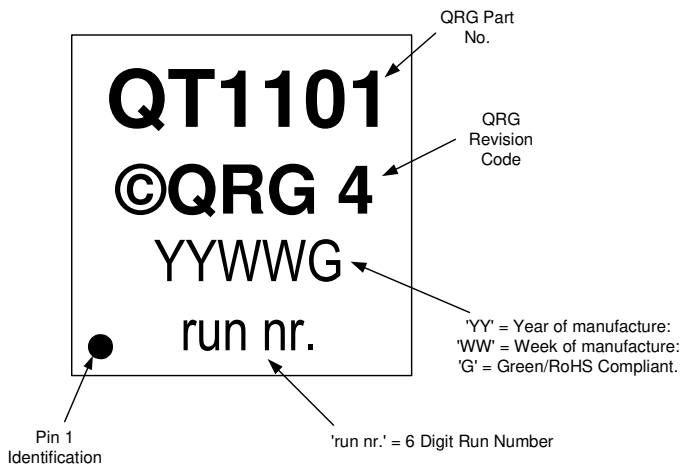 QRG Part
No.
QT1101
QRG
Revision
Code
©QRG 4
YYWWG
run nr.
'YY' = Year of manufacture:
'WW' = Week of manufacture:
'G' = Green/RoHS Compliant.
Pin 1
Identification
'run nr.' = 6 Digit Run Number